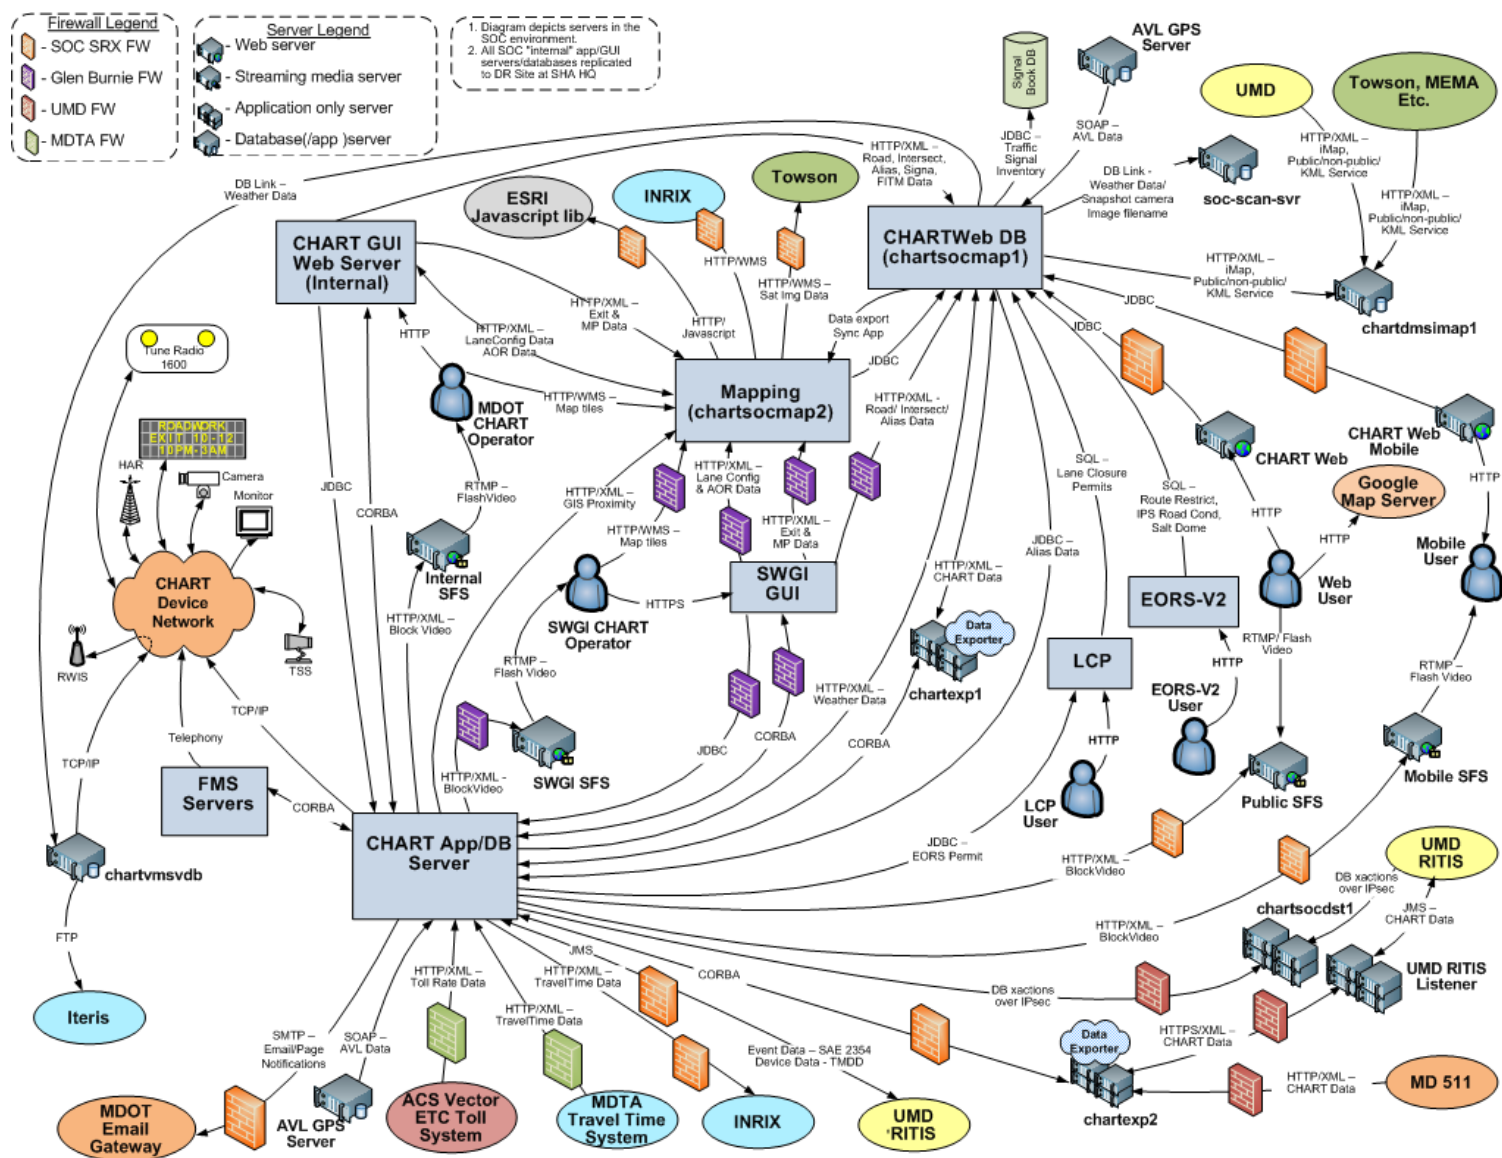 Firewall Legend
- SOC SRX FW
- Glen Burnie FW
- UMD FW
- MDTA FW
Server Legend
- Web server
- Streaming media server
- Application only server
- Database(/app )server
1. Diagram depicts servers in the
SOC environment.
2. All SOC "internal" app/GUI
servers/databases replicated
to DR Site at SHA HQ
Signal
Book DB
AVL GPS
Server
UMD
Towson, MEMA
Etc.
JDBC –
Traffic
Signal
Inventory
SOAP –
AVL Data
HTTP/XML –
iMap,
Public/non-public/
KML Service
HTTP/XML –
iMap,
Public/non-public/
KML Service
HTTP/XML –
Road, Intersect,
Alias, Signa,
FITM Data
DB Link -
Weather Data/
Snapshot camera
Image filename
soc-scan-svr
DB Link –
Weather Data
ESRI
Javascript lib
INRIX
Towson
CHART GUI
Web Server
(Internal)
CHARTWeb DB
(chartsocmap1)
HTTP/XML –
iMap,
Public/non-public/
KML Service
chartdmsimap1
HTTP/WMS
HTTP/WMS –
Sat Img Data
HTTP/XML –
Exit &
MP Data
HTTP/
Javascript
Data export
Sync App
JDBC
JDBC
JDBC
HTTP
HTTP/XML –
LaneConfig Data
AOR Data
Tune Radio
1600
Mapping
(chartsocmap2)
HTTP/WMS –
Map tiles
MDOT
CHART
Operator
HTTP/XML -
Road/ Intersect/
Alias Data
ROADWORK
EXIT 10-12
10PM-3AM
HAR
Camera
Monitor
CHART Web
Mobile
CHART Web
Google
Map Server
HTTP
JDBC
CORBA
RTMP –
FlashVideo
HTTP/XML –
GIS Proximity
HTTP/XML –
Lane Config
& AOR Data
HTTP/XML –
Exit &
MP Data
SQL –
Lane Closure
Permits
SQL –
Route Restrict,
IPS Road Cond,
Salt Dome
HTTP
HTTP
HTTP/WMS –
Map tiles
JDBC –
Alias Data
Mobile
User
Internal
SFS
CHART
Device
Network
HTTP/XML –
CHART Data
SWGI
GUI
HTTPS
Web
User
EORS-V2
HTTP/XML –
Block Video
SWGI CHART
Operator
Data
Exporter
RTMP/ Flash
Video
RWIS
TSS
RTMP –
Flash Video
LCP
HTTP
RTMP –
Flash Video
chartexp1
HTTP/XML –
Weather Data
EORS-V2
User
TCP/IP
Telephony
JDBC
CORBA
CORBA
HTTP
TCP/IP
FMS
Servers
HTTP/XML -
BlockVideo
SWGI SFS
Mobile SFS
Public SFS
CORBA
LCP
User
CHART App/DB
Server
JDBC –
EORS Permit
HTTP/XML –
BlockVideo
UMD
RITIS
chartvmsvdb
DB xactions
over IPsec
chartsocdst1
JMS –
CHART Data
FTP
HTTP/XML –
BlockVideo
JMS
CORBA
HTTP/XML –
Toll Rate Data
HTTP/XML –
TravelTime Data
UMD RITIS
Listener
DB xactions
over IPsec
Iteris
HTTP/XML –
TravelTime Data
SMTP –
Email/Page
Notifications
SOAP –
AVL Data
Event Data – SAE 2354
Device Data - TMDD
Data
Exporter
HTTPS/XML –
CHART Data
HTTP/XML –
CHART Data
MD 511
MDOT
Email
Gateway
AVL GPS
Server
ACS Vector
ETC Toll
System
MDTA
Travel Time
System
INRIX
UMD
RITIS
chartexp2